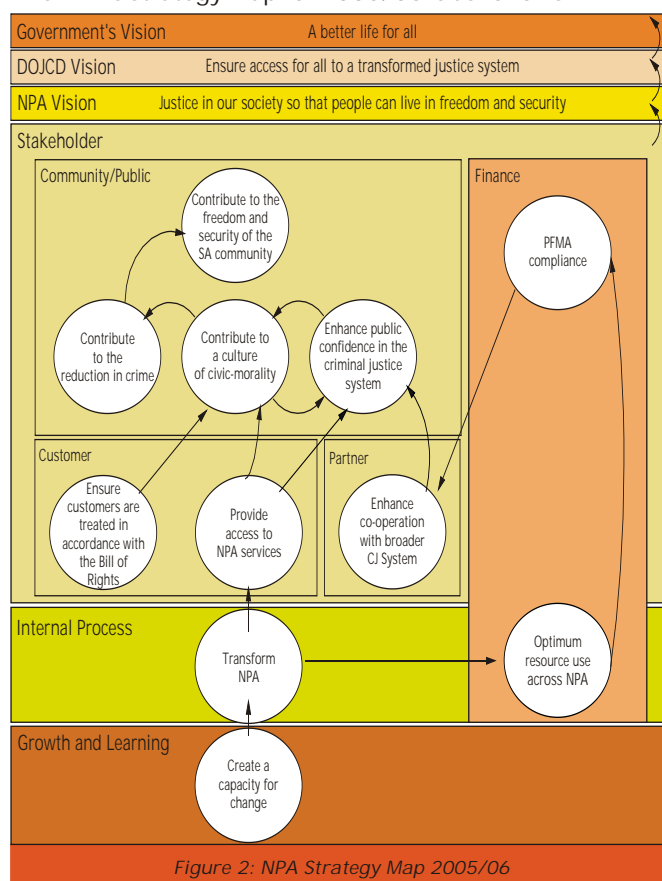 Government's Vision A better life for all
DOJCD Vision Ensure access for all to a transformed justice system
NPA Vision Justice in our society so that people can live in freedom and security
Stakeholder
Community/Public
Contribute to the
freedom and
security of the
SA community
Contribute
to the
reduction in crime
Contribute to
a culture
of civic-morality
Enhance public
confidence in the
criminal justice
system
Finance
PFMA
compliance
Customer
Ensure
customers are
treated in
accordance with
the Bill of
Rights
Provide
access to
NPA services
Partner
Enhance
co-operation
with broader
CJ System
Internal Process
Transform
NPA
Optimum
resource use
across NPA
Growth and Learning
Create a
capacity for
change
Figure 2: NPA Strategy Map 2005/06